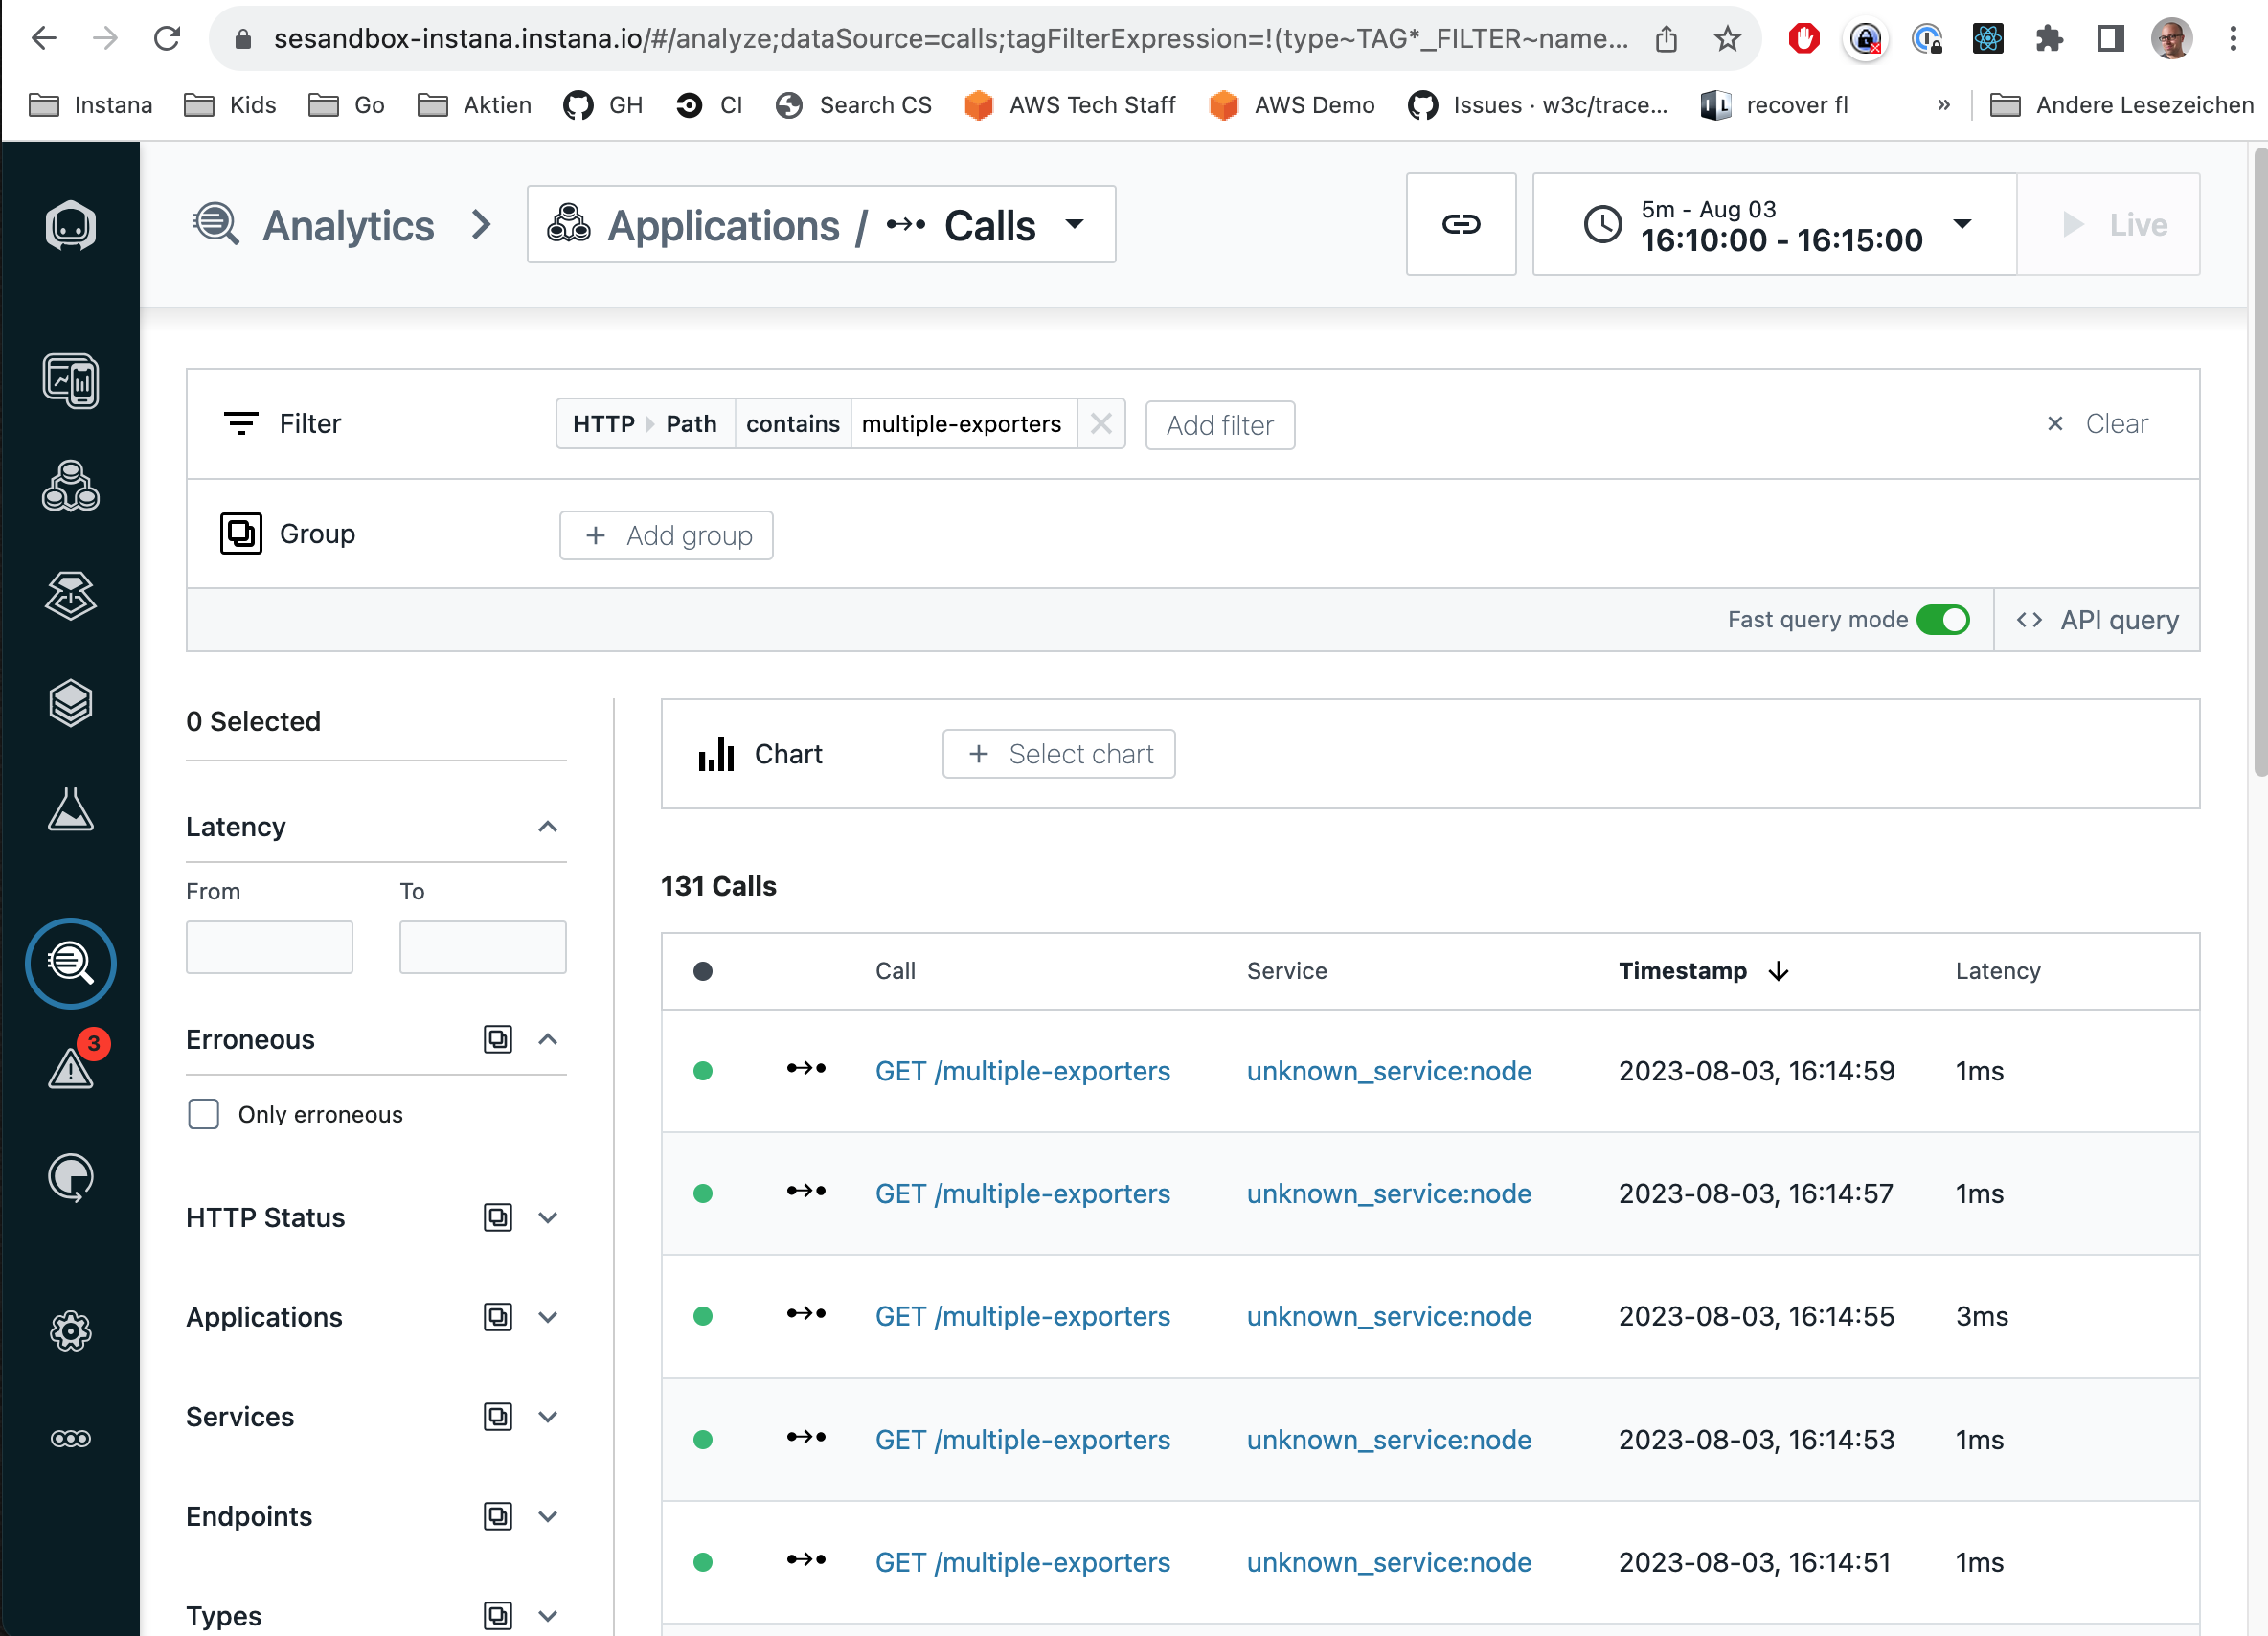 sesandbox-instana.instana.io/#/analyze;dataSource=calls;tagFilterExpression=!(type~TAG*_FILTER~name...
Instana Kids Go Aktien GH CI Search CS AWS Tech Staff AWS Demo Issues · w3c/trace... recover fl » Andere Lesezeichen
Analytics Applications / Calls
5m - Aug 03
16:10:00 - 16:15:00
Live
Filter HTTP Path contains multiple-exporters Add filter Clear
Group + Add group
Fast query mode <> API query
0 Selected
Latency
From To
Erroneous
3
Only erroneous
HTTP Status
Applications
Services
Endpoints
Types
Chart + Select chart
131 Calls
Call Service Timestamp Latency
GET /multiple-exporters unknown_service:node 2023-08-03, 16:14:59 1ms
GET /multiple-exporters unknown_service:node 2023-08-03, 16:14:57 1ms
GET /multiple-exporters unknown_service:node 2023-08-03, 16:14:55 3ms
GET /multiple-exporters unknown_service:node 2023-08-03, 16:14:53 1ms
GET /multiple-exporters unknown_service:node 2023-08-03, 16:14:51 1ms